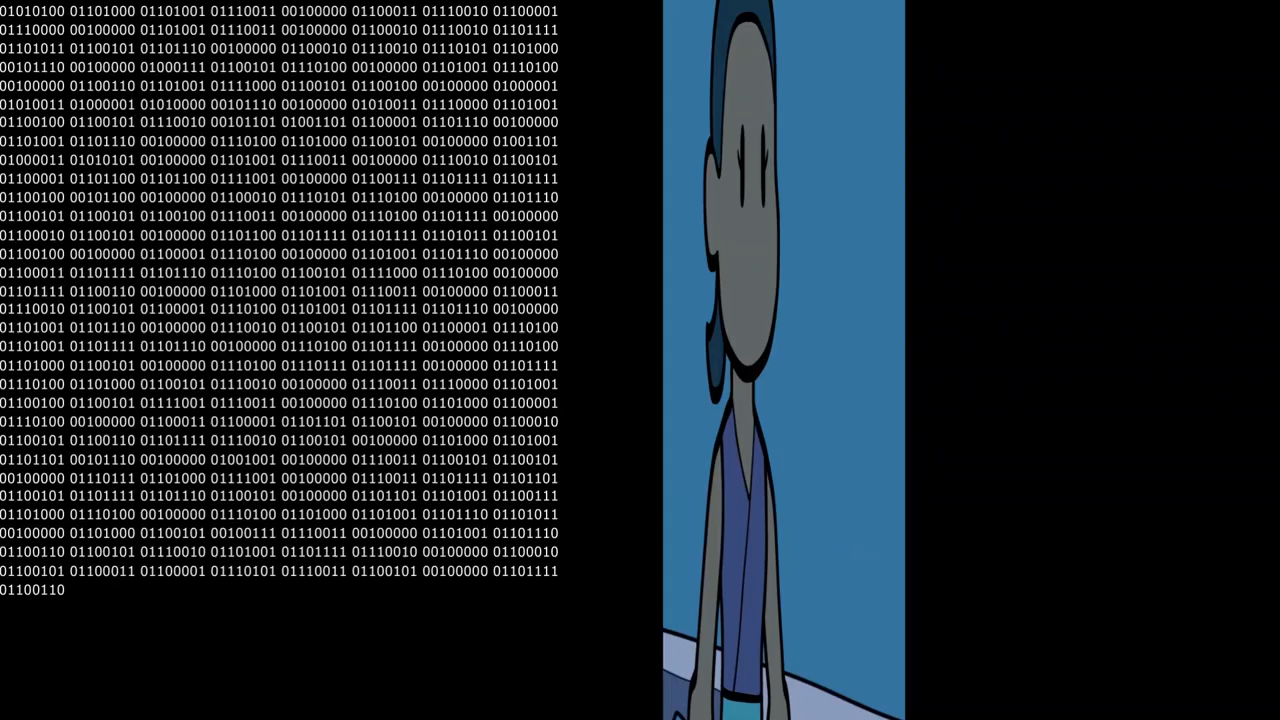 01010100 01101000 01101001 01110011 00100000 01100011 01110010 01100001
01110000 00100000 01101001 01110011 00100000 01100010 01110010 01101111
01101011 01100101 01101110 00100000 01100010 01110010 01110101 01101000
00101110 00100000 01000111 01100101 01110100 00100000 01101001 01110100
00100000 01100110 01101001 01111000 01100101 01100100 00100000 01000001
01010011 01000001 01010000 00101110 00100000 01010011 01110000 01101001
01100100 01100101 01110010 00101101 01001101 01100001 01101110 00100000
01101001 01101110 00100000 01110100 01101000 01100101 00100000 01001101
01000011 01010101 00100000 01101001 01110011 00100000 01110010 01100101
01100001 01101100 01101100 01111001 00100000 01100111 01101111 01101111
01100100 00101100 00100000 01100010 01110101 01110100 00100000 01101110
01100101 01100101 01100100 01110011 00100000 01110100 01101111 00100000
01100010 01100101 00100000 01101100 01101111 01101111 01101011 01100101
01100100 00100000 01100001 01110100 00100000 01101001 01101110 00100000
01100011 01101111 01101110 01110100 01100101 01111000 01110100 00100000
01101111 01100110 00100000 01101000 01101001 01110011 00100000 01100011
01110010 01100101 01100001 01110100 01101001 01101111 01101110 00100000
01101001 01101110 00100000 01110010 01100101 01101100 01100001 01110100
01101001 01101111 01101110 00100000 01110100 01101111 00100000 01110100
01101000 01100101 00100000 01110100 01110111 01101111 00100000 01101111
01110100 01101000 01100101 01110010 00100000 01110011 01110000 01101001
01100100 01100101 01111001 01110011 00100000 01110100 01101000 01100001
01110100 00100000 01100011 01100001 01101101 01100101 00100000 01100010
01100101 01100110 01101111 01110010 01100101 00100000 01101000 01101001
01101101 00101110 00100000 01001001 00100000 01110011 01100101 01100101
00100000 01110111 01101000 01111001 00100000 01110011 01101111 01101101
01100101 01101111 01101110 01100101 00100000 01101101 01101001 01100111
01101000 01110100 00100000 01110100 01101000 01101001 01101110 01101011
00100000 01101000 01100101 00100111 01110011 00100000 01101001 01101110
01100110 01100101 01110010 01101001 01101111 01110010 00100000 01100010
01100101 01100011 01100001 01110101 01110011 01100101 00100000 01101111
01100110